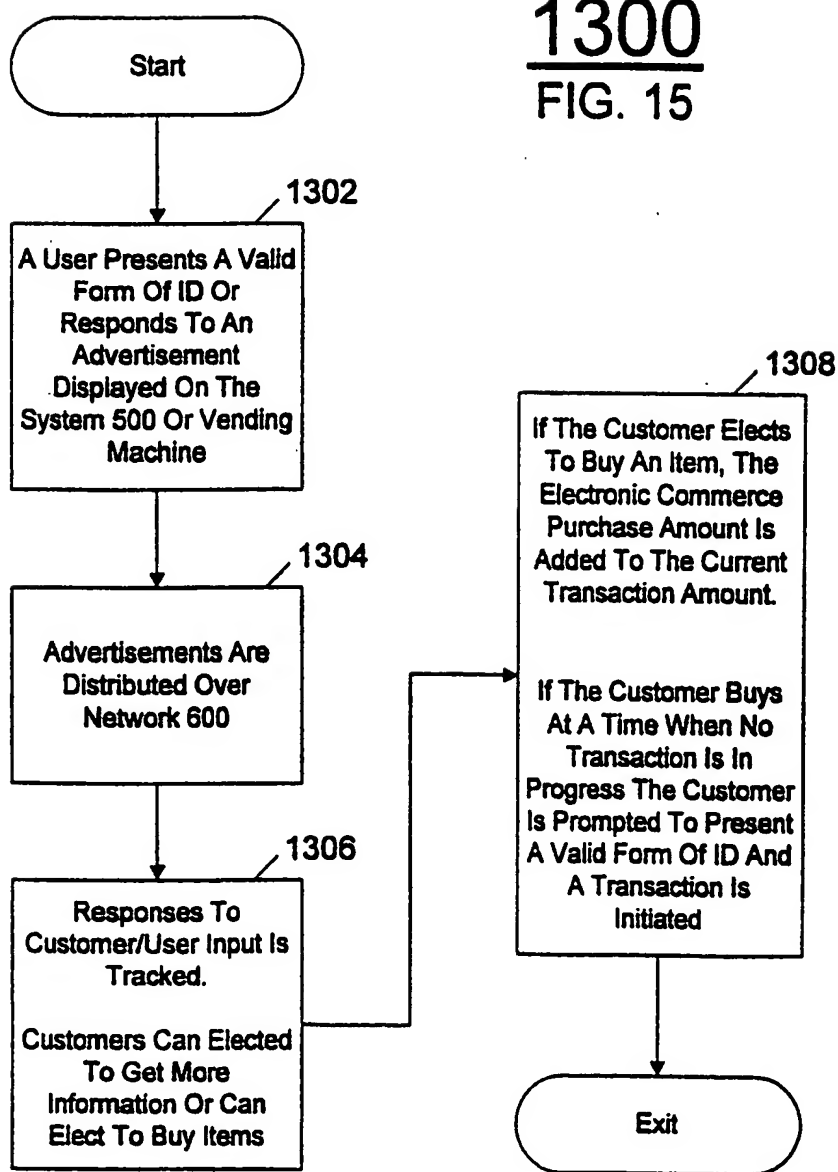 1300
FIG. 15
Start
1302
A User Presents A Valid
Form Of ID Or
Responds To An
Advertisement
Displayed On The
System 500 Or Vending
Machine
1304
Advertisements Are
Distributed Over
Network 600
1306
Responses To
Customer/User Input Is
Tracked.
Customers Can Elected
To Get More
Information Or Can
Elect To Buy Items
1308
If The Customer Elects
To Buy An Item, The
Electronic Commerce
Purchase Amount Is
Added To The Current
Transaction Amount.
If The Customer Buys
At A Time When No
Transaction Is In
Progress The Customer
Is Prompted To Present
A Valid Form Of ID And
A Transaction Is
Initiated
Exit